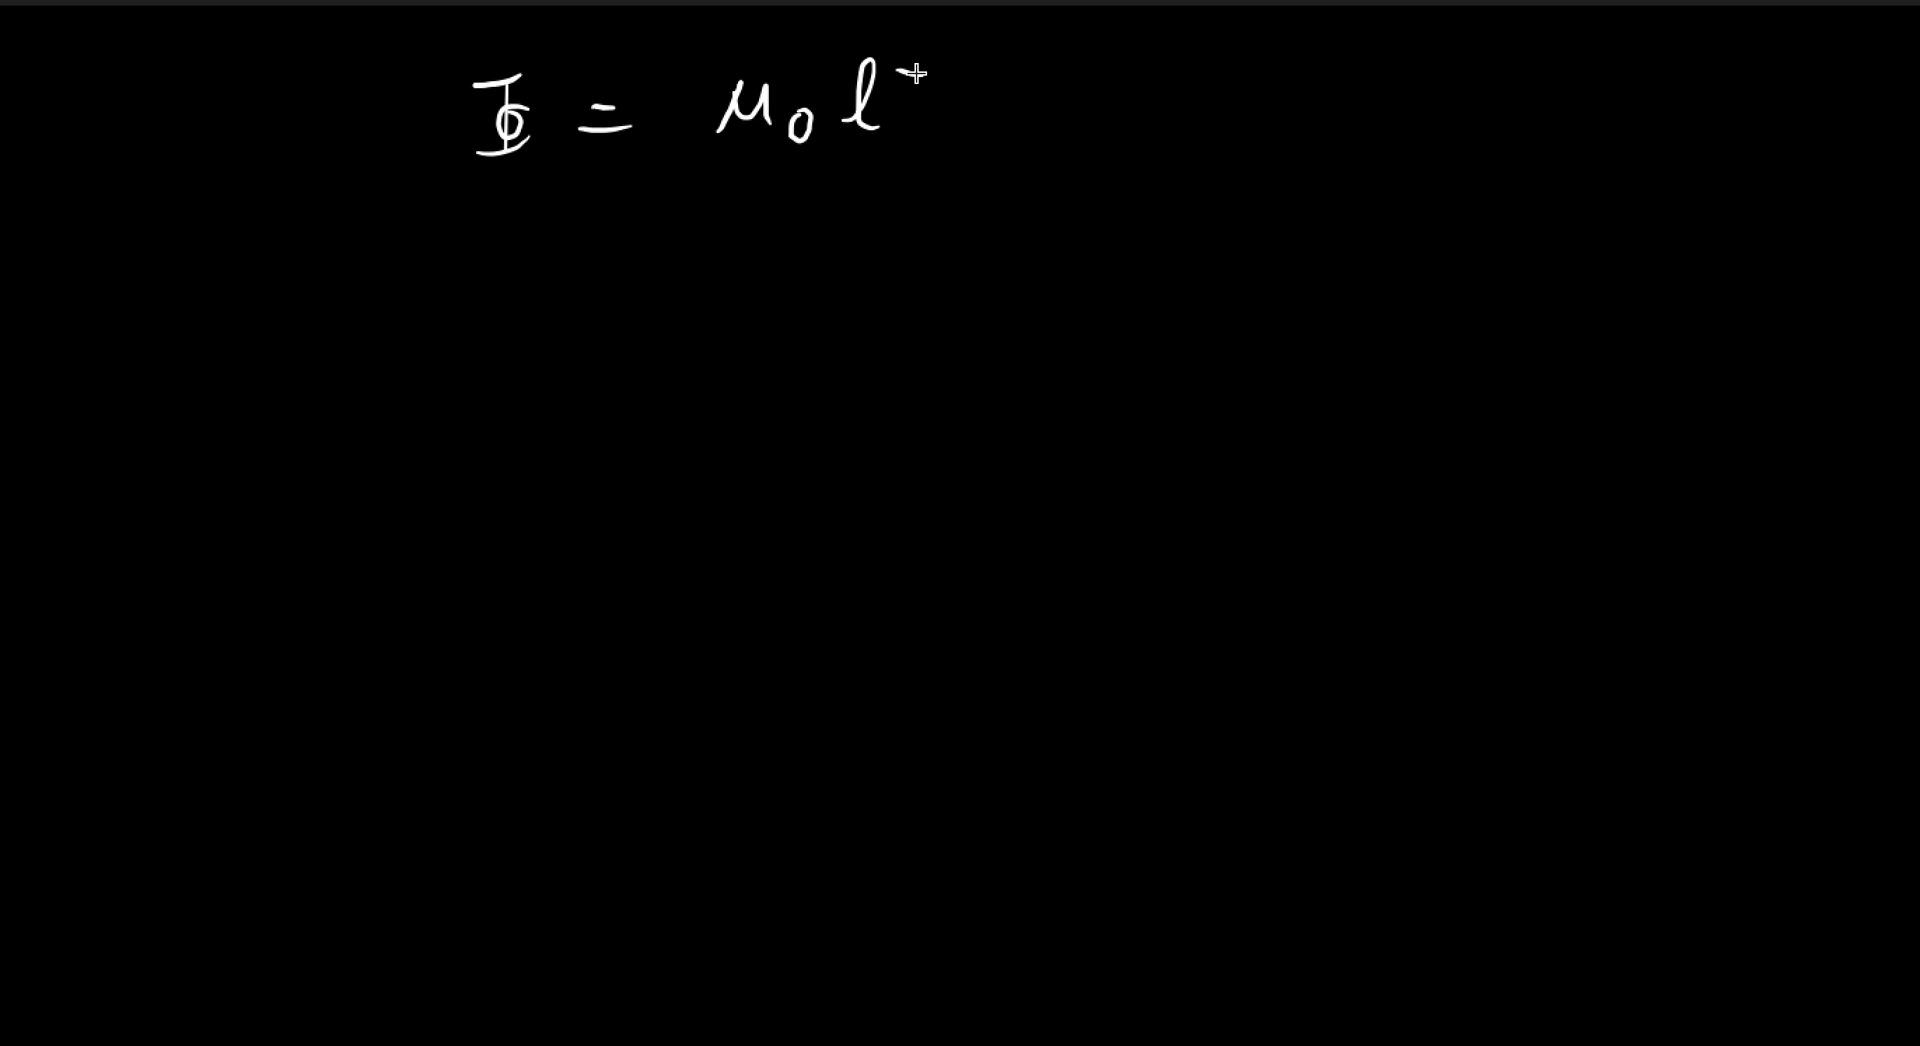 Φ = μ₀ l